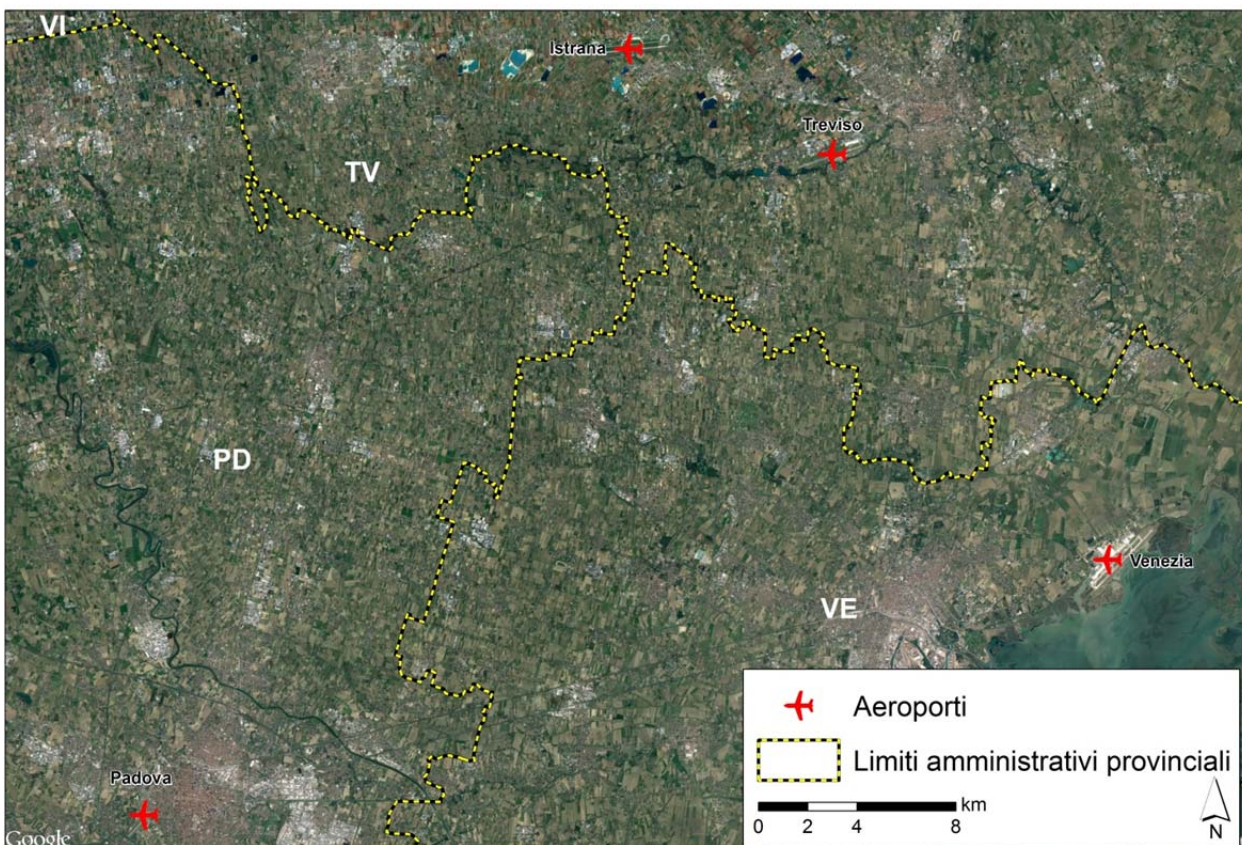 VI
Istrana
Treviso
TV
PD
Venezia
VE
Padova
Google
Aeroporti
Limiti amministrativi provinciali
0 2 4 8 km
N